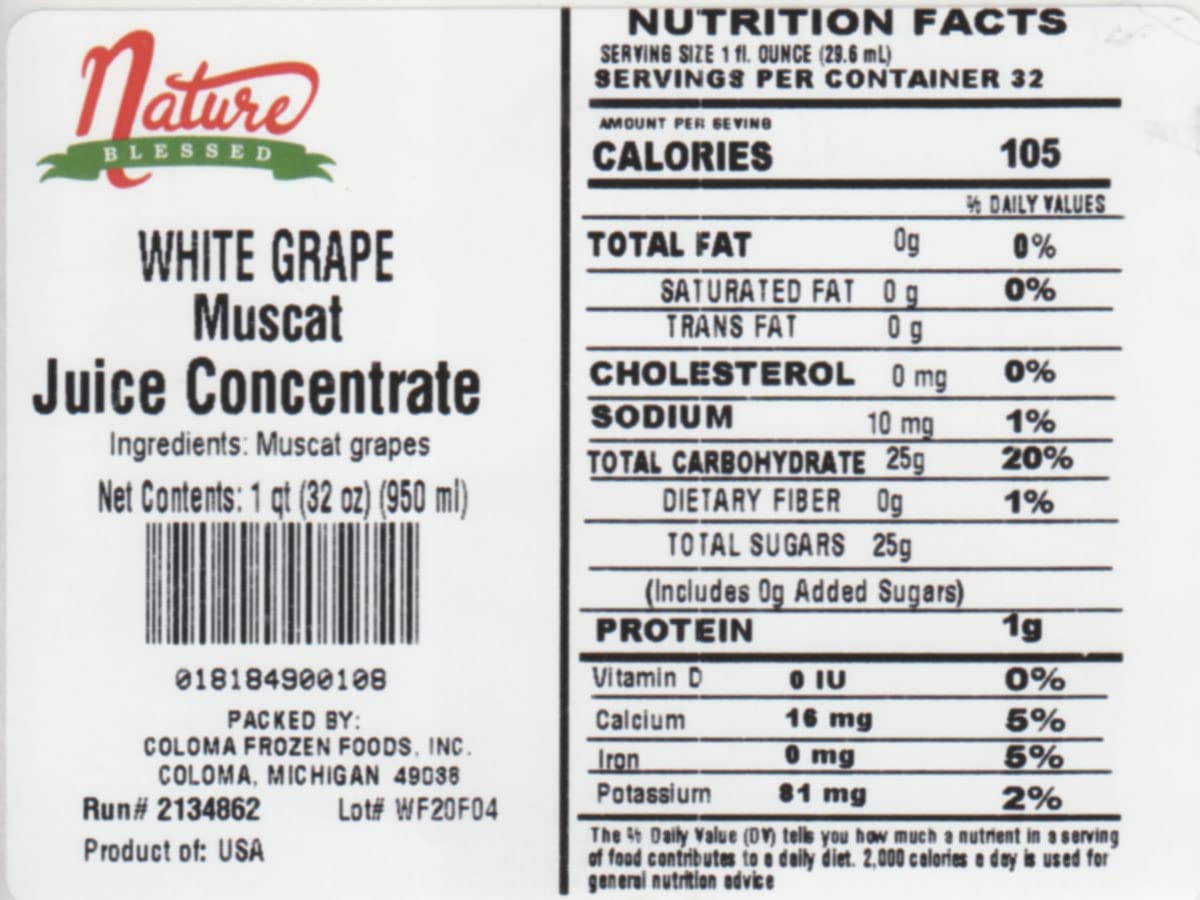 Nature
BLESSED
WHITE GRAPE
Muscat
Juice Concentrate
Ingredients: Muscat grapes
Net Contents: 1 qt (32 oz) (950 ml)
018184900108
PACKED BY:
COLOMA FROZEN FOODS, INC.
COLOMA, MICHIGAN 49038
Run# 2134862 Lot# WF20F04
Product of: USA
NUTRITION FACTS
SERVING SIZE 1 fl. OUNCE (29.6 mL)
SERVINGS PER CONTAINER 32
AMOUNT PER SEVING
CALORIES 105
% DAILY VALUES
TOTAL FAT 0g 0%
SATURATED FAT 0 g 0%
TRANS FAT 0 g
CHOLESTEROL 0 mg 0%
SODIUM 10 mg 1%
TOTAL CARBOHYDRATE 25g 20%
DIETARY FIBER 0g 1%
TOTAL SUGARS 25g
(Includes 0g Added Sugars)
PROTEIN 1g
Vitamin D 0 IU 0%
Calcium 16 mg 5%
Iron 0 mg 5%
Potassium 81 mg 2%
The % Daily Value (DV) tells you how much a nutrient in a serving
of food contributes to a daily diet. 2,000 calories a day is used for
general nutrition advice